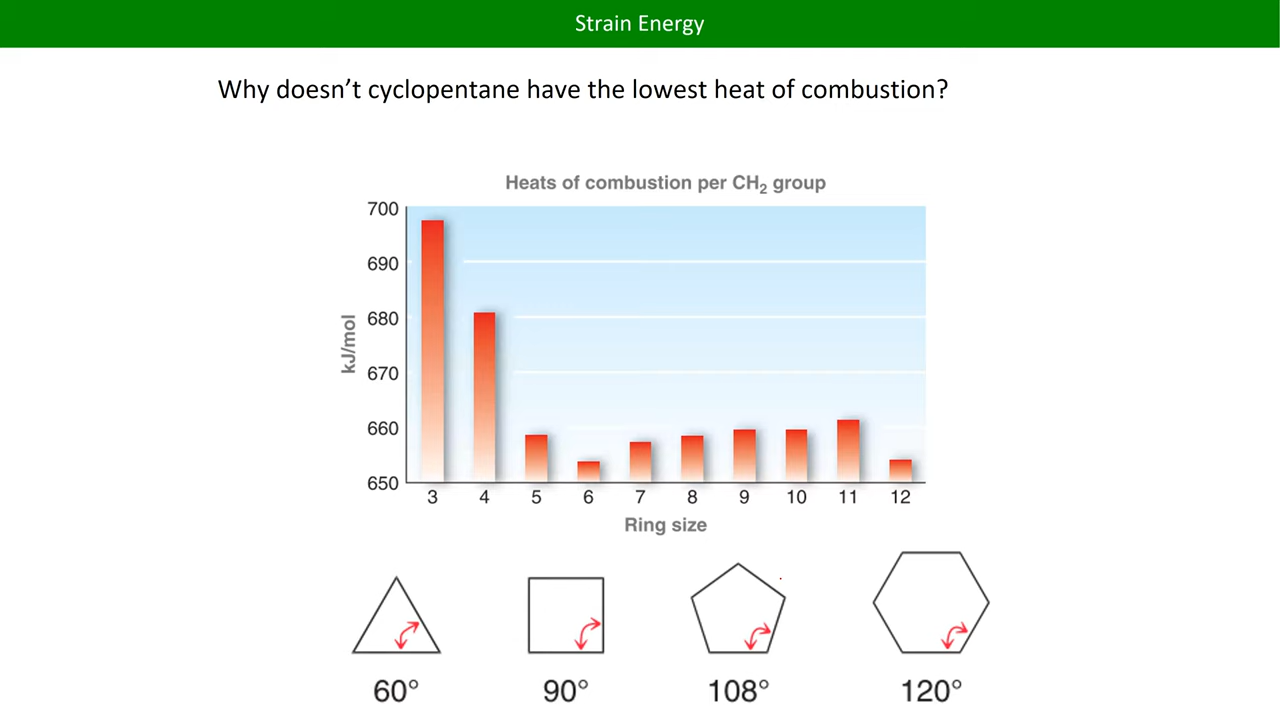 Strain Energy
Why doesn’t cyclopentane have the lowest heat of combustion?
Heats of combustion per CH₂ group
700
690
680
670
660
650
kJ/mol
3 4 5 6 7 8 9 10 11 12
Ring size
60° 90° 108° 120°